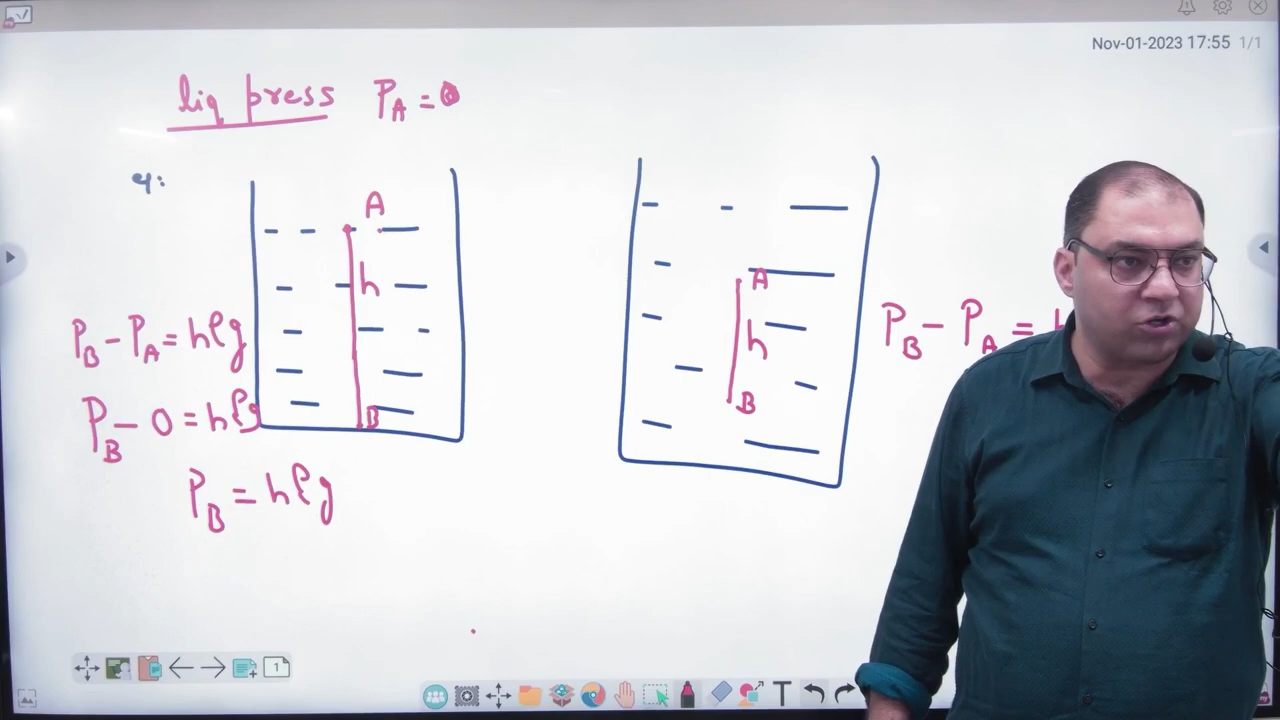 Nov-01-2023 17:55 1/1
liq press P_A = 0
A
h
B
P_B - P_A = hρg
P_B - 0 = hρg
P_B = hρg
A
h
B
P_B - P_A =
1
T